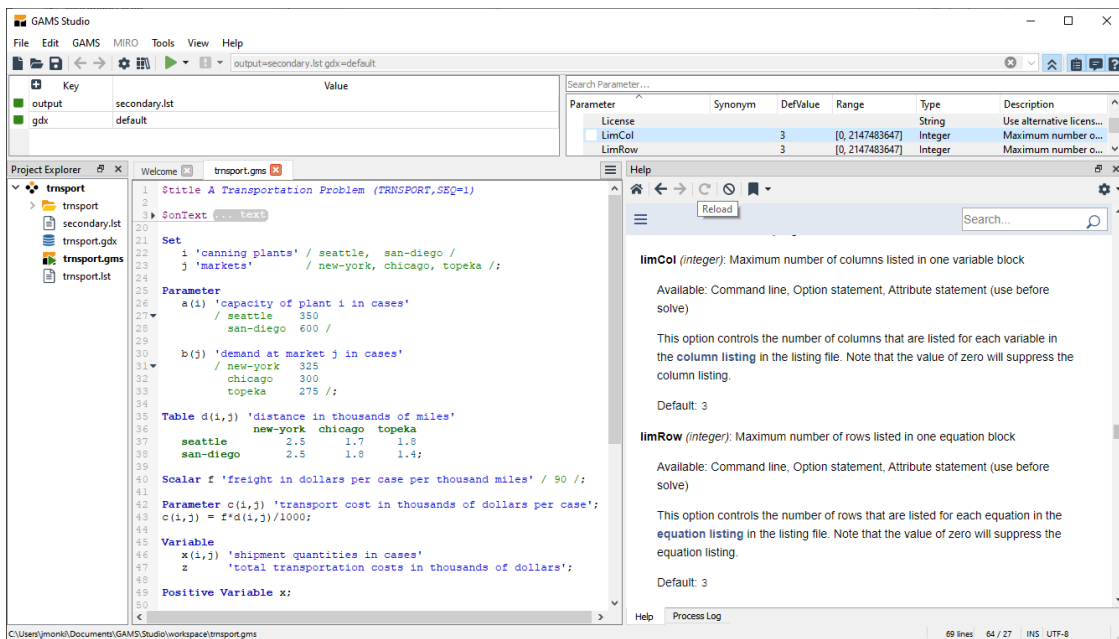 GAMS Studio
File Edit GAMS MIRO Tools View Help
output=secondary.lst gdx=default
Key Value
output secondary.lst
gdx default
Search Parameter...
Parameter Synonym DefValue Range Type Description
License String Use alternative licens...
LimCol 3 [0, 2147483647] Integer Maximum number o...
LimRow 3 [0, 2147483647] Integer Maximum number o...
Project Explorer
trnsport
trnsport
secondary.lst
trnsport.gdx
trnsport.gms
trnsport.lst
Welcome trnsport.gms
1 $title A Transportation Problem (TRNSPORT,SEQ=1)
2
3 $onText ... text
20
21 Set
22 i 'canning plants' / seattle, san-diego /
23 j 'markets' / new-york, chicago, topeka /;
24
25 Parameter
26 a(i) 'capacity of plant i in cases'
27 / seattle 350
28 san-diego 600 /
29
30 b(j) 'demand at market j in cases'
31 / new-york 325
32 chicago 300
33 topeka 275 /;
34
35 Table d(i,j) 'distance in thousands of miles'
36 new-york chicago topeka
37 seattle 2.5 1.7 1.8
38 san-diego 2.5 1.8 1.4;
39
40 Scalar f 'freight in dollars per case per thousand miles' / 90 /;
41
42 Parameter c(i,j) 'transport cost in thousands of dollars per case';
43 c(i,j) = f*d(i,j)/1000;
44
45 Variable
46 x(i,j) 'shipment quantities in cases'
47 z 'total transportation costs in thousands of dollars';
48
49 Positive Variable x;
50
Help
Reload
Search...
limCol (integer): Maximum number of columns listed in one variable block
Available: Command line, Option statement, Attribute statement (use before
solve)
This option controls the number of columns that are listed for each variable in
the column listing in the listing file. Note that the value of zero will suppress the
column listing.
Default: 3
limRow (integer): Maximum number of rows listed in one equation block
Available: Command line, Option statement, Attribute statement (use before
solve)
This option controls the number of rows that are listed for each equation in the
equation listing in the listing file. Note that the value of zero will suppress the
equation listing.
Default: 3
Help Process Log
C:\Users\jmonki\Documents\GAMS\Studio\workspace\trnsport.gms 69 lines 64 / 27 INS UTF-8